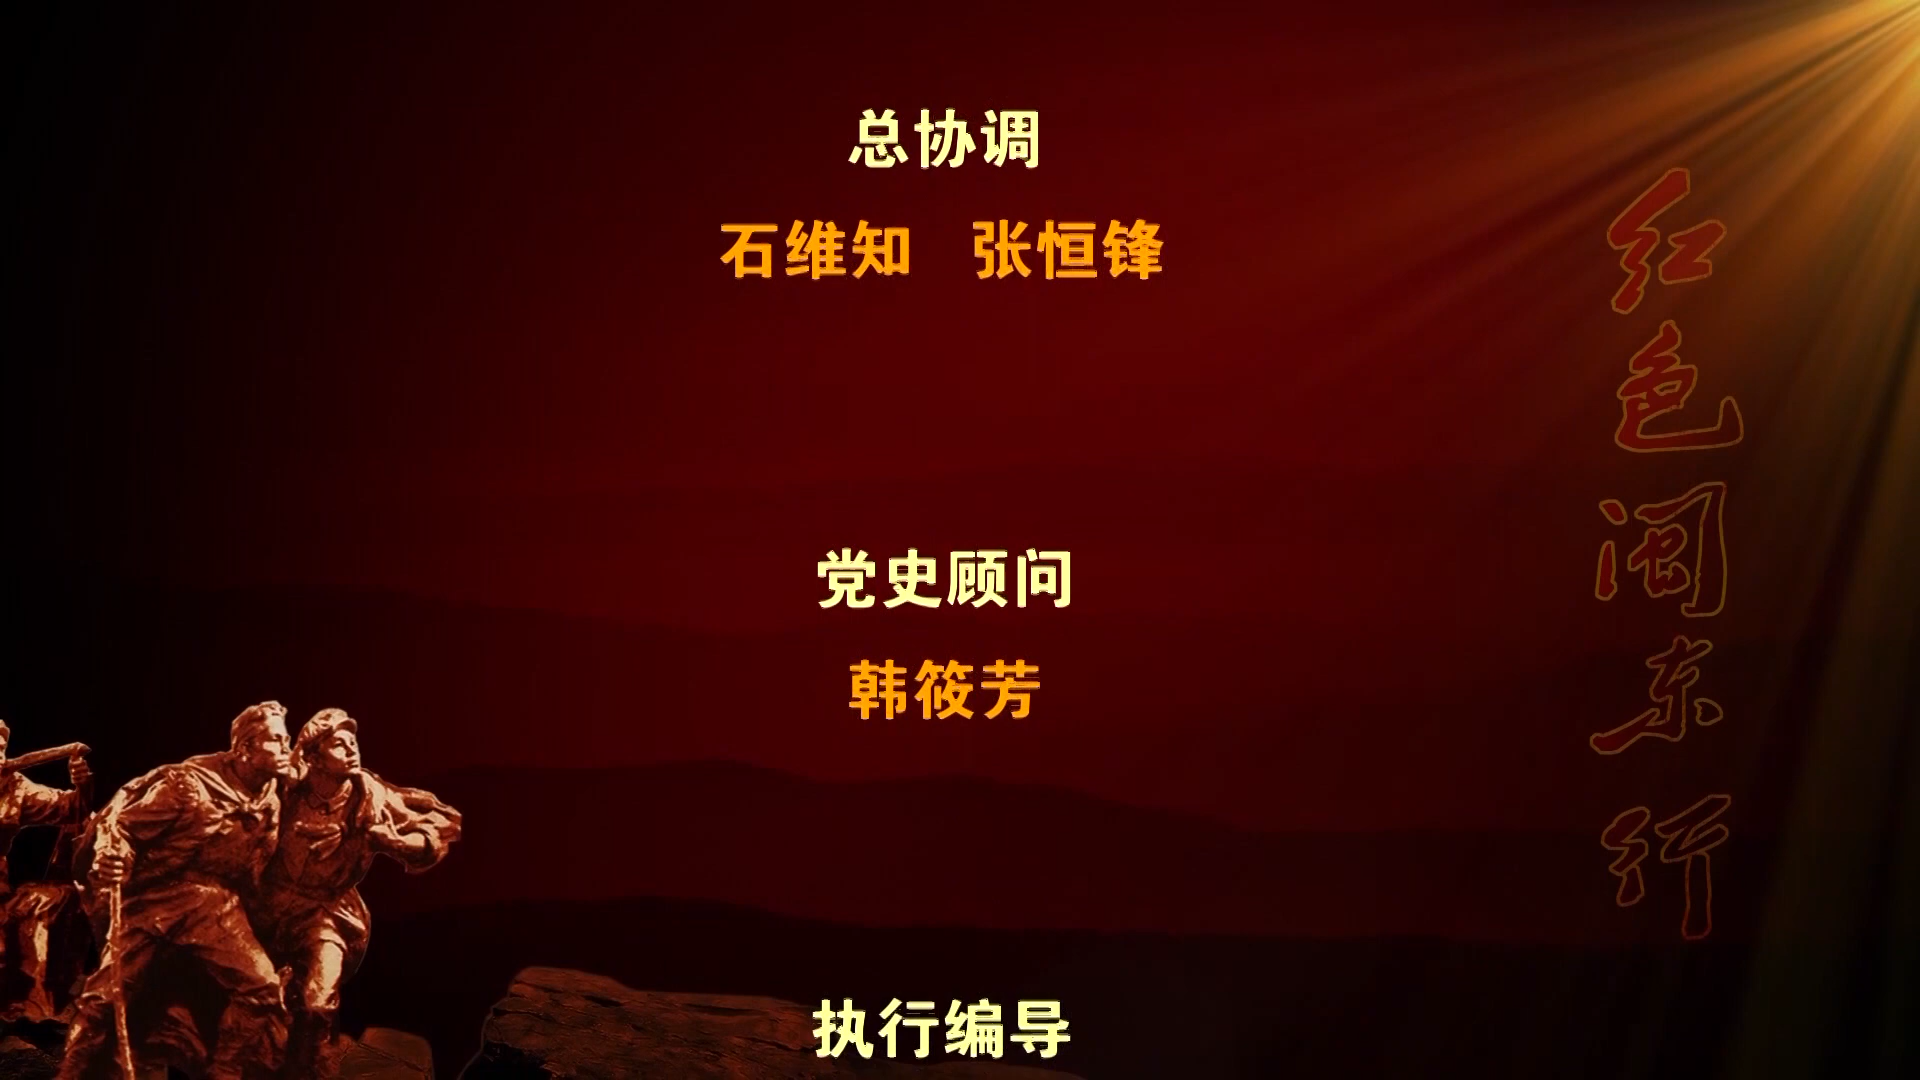 总协调
石维知 张恒锋
党史顾问
韩筱芳
执行编导
红色闽东行